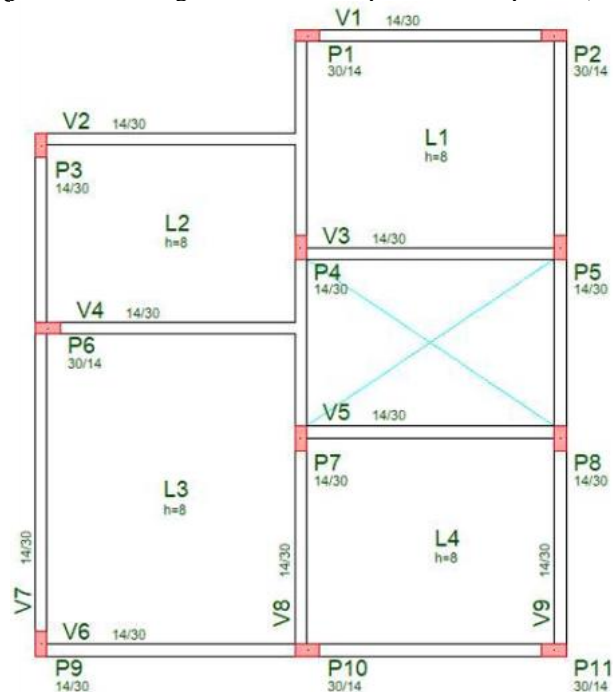 V1 14/30
P1
30/14
P2
30/14
V2 14/30
L1
h=8
P3
14/30
L2
h=8
V3 14/30
P4
14/30
P5
14/30
V4 14/30
P6
30/14
V5 14/30
P7
14/30
P8
14/30
L3
h=8
L4
h=8
V7 14/30
V8 14/30
V9 14/30
V6 14/30
P9
14/30
P10
30/14
P11
30/14